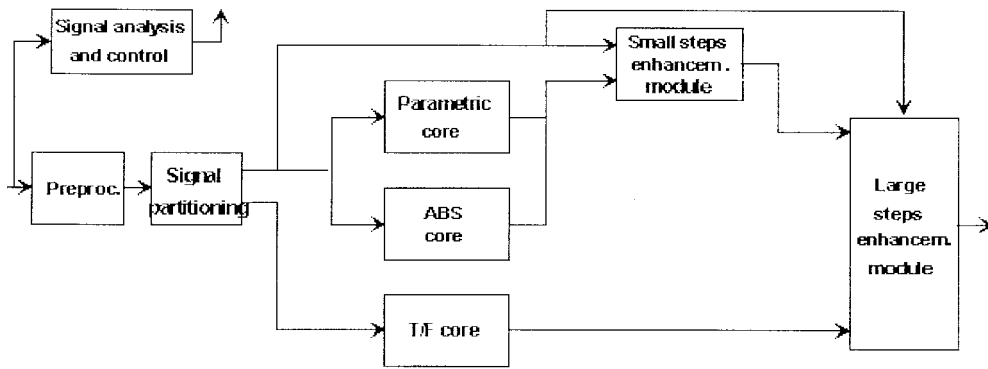 Signal analysis
and control
Small steps
enhancem.
module
Parametric
core
Preproc.
Signal
partitioning
ABS
core
Large
steps
enhancem.
module
T/F core